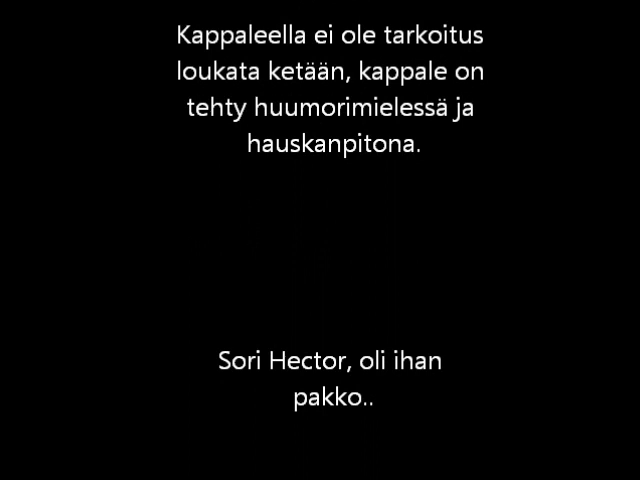 Kappaleella ei ole tarkoitus
loukata ketään, kappale on
tehty huumorimielessä ja
hauskanpitona.
Sori Hector, oli ihan
pakko..